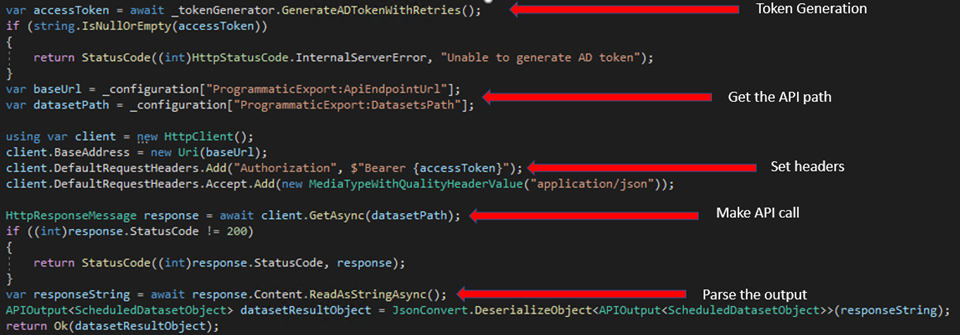 var accessToken = await _tokenGenerator.GenerateADTokenWithRetries(); Token Generation
if (string.IsNullOrEmpty(accessToken))
{
return StatusCode((int)HttpStatusCode.InternalServerError, "Unable to generate AD token");
}
var baseUrl = _configuration["ProgrammaticExport:ApiEndpointUrl"];
var datasetPath = _configuration["ProgrammaticExport:DatasetsPath"]; Get the API path
using var client = new HttpClient();
client.BaseAddress = new Uri(baseUrl);
client.DefaultRequestHeaders.Add("Authorization", $"Bearer {accessToken}"); Set headers
client.DefaultRequestHeaders.Accept.Add(new MediaTypeWithQualityHeaderValue("application/json"));
HttpResponseMessage response = await client.GetAsync(datasetPath); Make API call
if ((int)response.StatusCode != 200)
{
return StatusCode((int)response.StatusCode, response);
}
var responseString = await response.Content.ReadAsStringAsync(); Parse the output
APIOutput<ScheduledDatasetObject> datasetResultObject = JsonConvert.DeserializeObject<APIOutput<ScheduledDatasetObject>>(responseString);
return Ok(datasetResultObject);